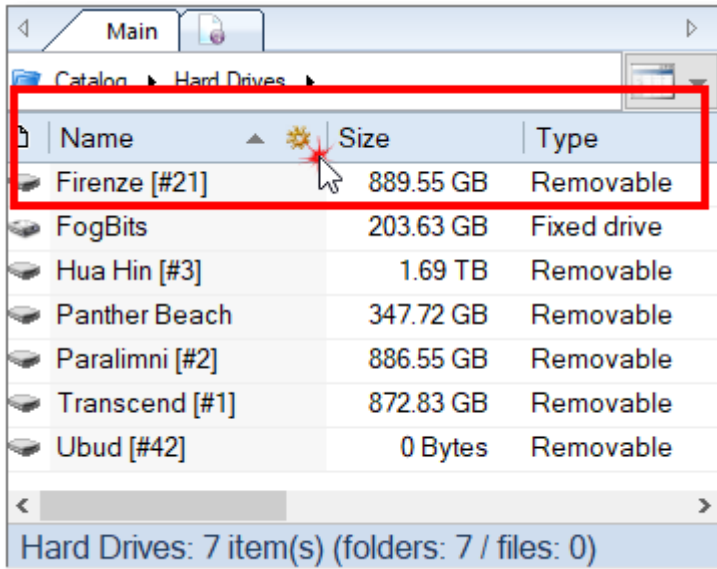 Main
Catalog Hard Drives
Name Size Type
Firenze [#21] 889.55 GB Removable
FogBits 203.63 GB Fixed drive
Hua Hin [#3] 1.69 TB Removable
Panther Beach 347.72 GB Removable
Paralimni [#2] 886.55 GB Removable
Transcend [#1] 872.83 GB Removable
Ubud [#42] 0 Bytes Removable
Hard Drives: 7 item(s) (folders: 7 / files: 0)